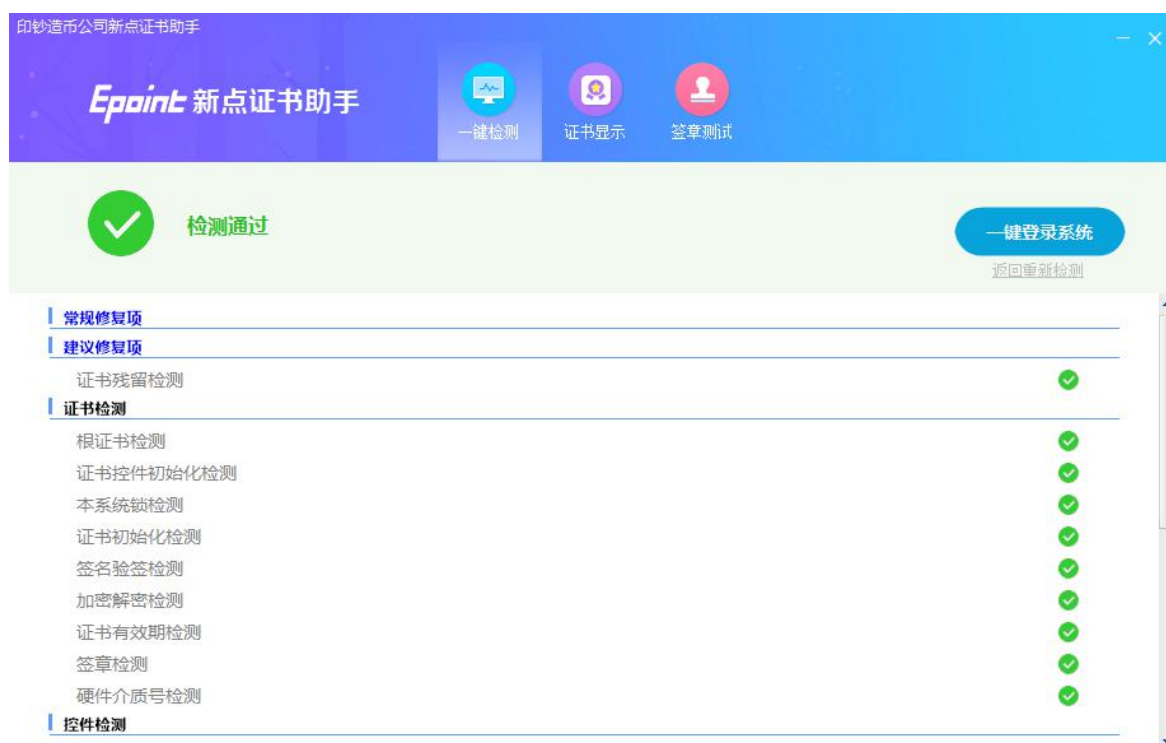 印钞造币公司新点证书助手
Epoint 新点证书助手
一键检测
证书显示
签章测试
检测通过
一键登录系统
返回重新检测
常规修复项
建议修复项
证书残留检测
证书检测
根证书检测
证书控件初始化检测
本系统锁检测
证书初始化检测
签名验签检测
加密解密检测
证书有效期检测
签章检测
硬件介质号检测
控件检测